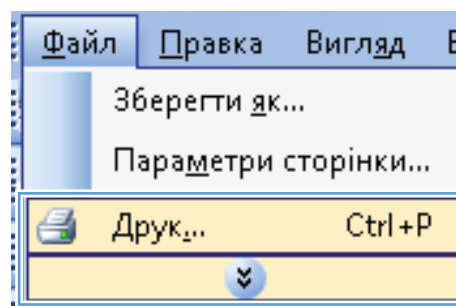 Файл Правка Вигляд
Зберегти як...
Параметри сторінки...
Друк... Ctrl+P